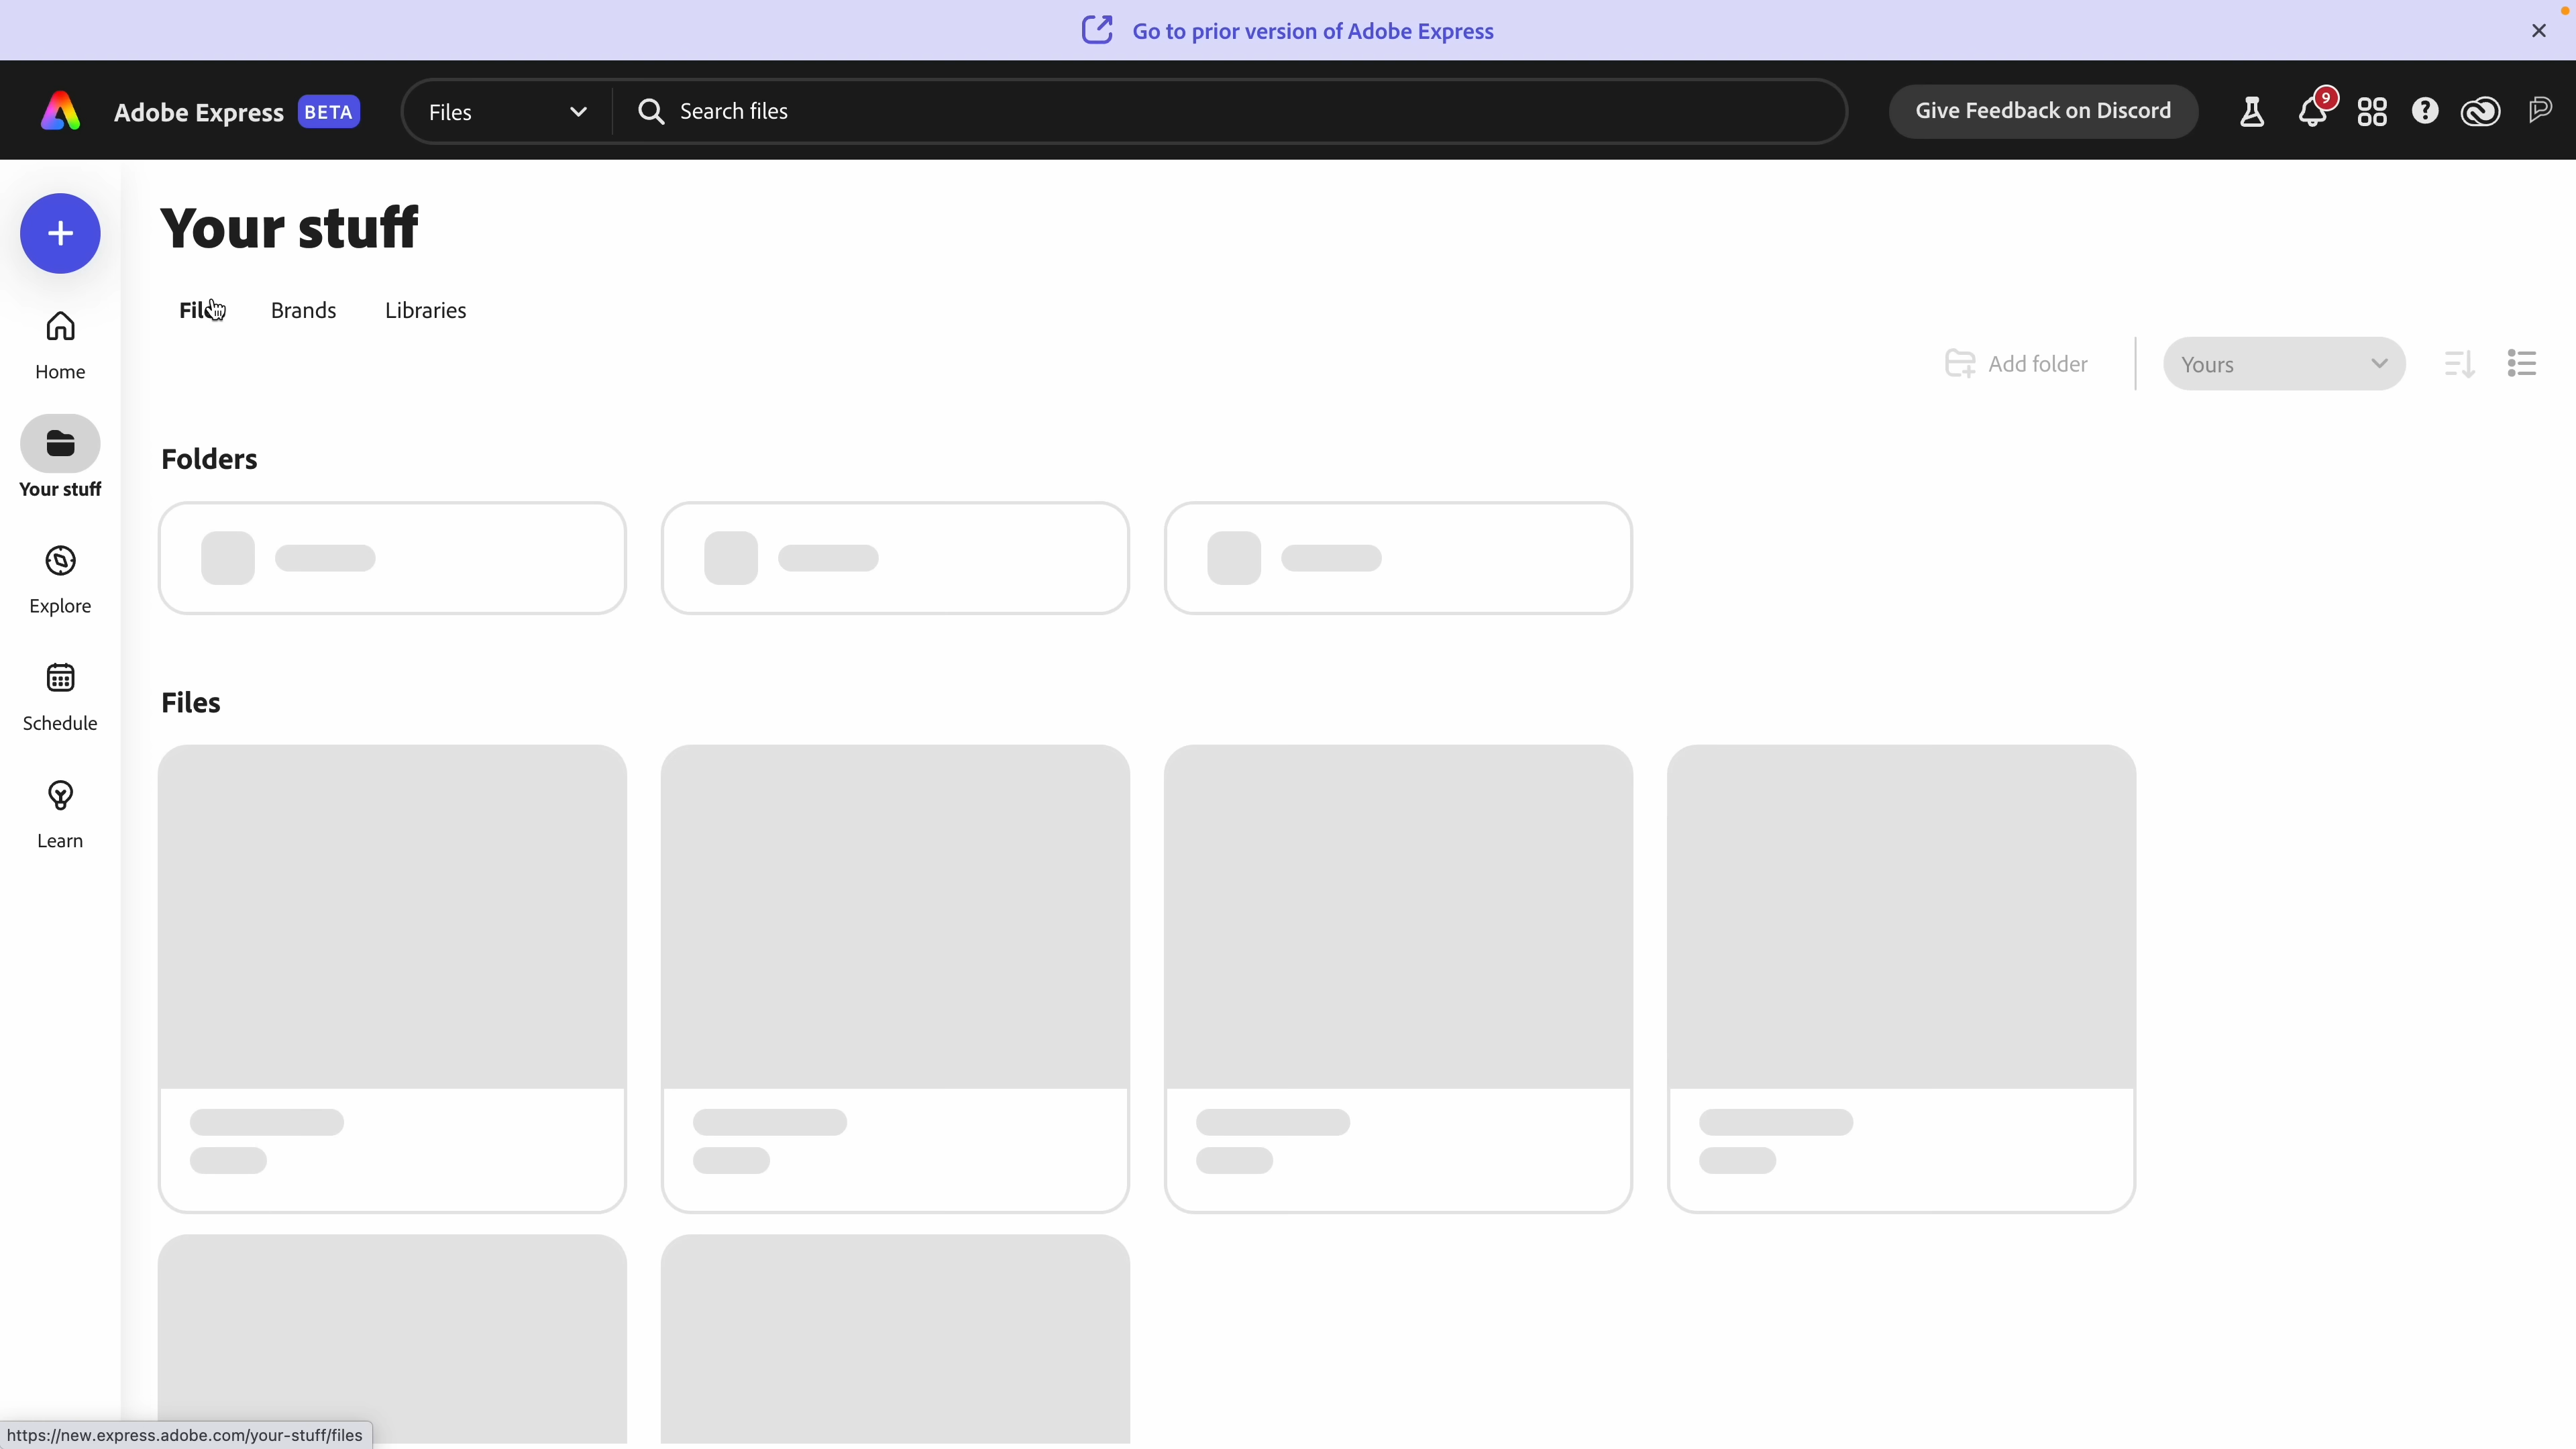 Go to prior version of Adobe Express
Adobe Express BETA
Files
Search files
Give Feedback on Discord
9
Your stuff
Brands
Libraries
Home
Add folder
Yours
Your stuff
Folders
Explore
Files
Schedule
Learn
https://new.express.adobe.com/your-stuff/files